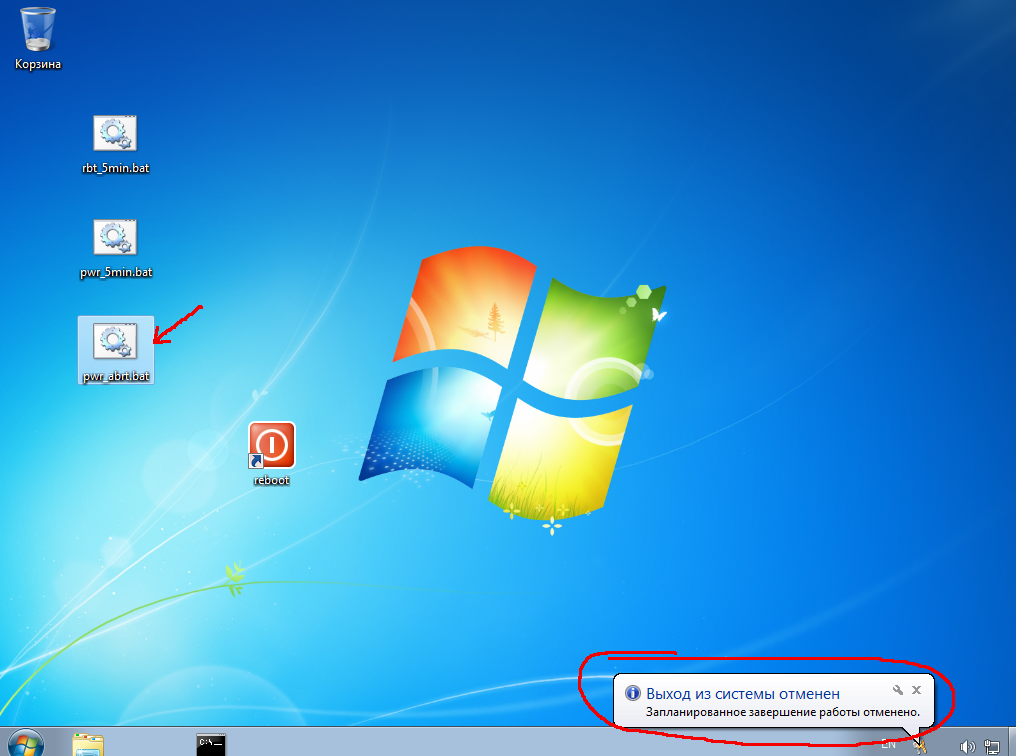 Корзина
rbt_5min.bat
pwr_5min.bat
pwr_abrt.bat
reboot
Выход из системы отменен
Запланированное завершение работы отменено.
C:\_
EN